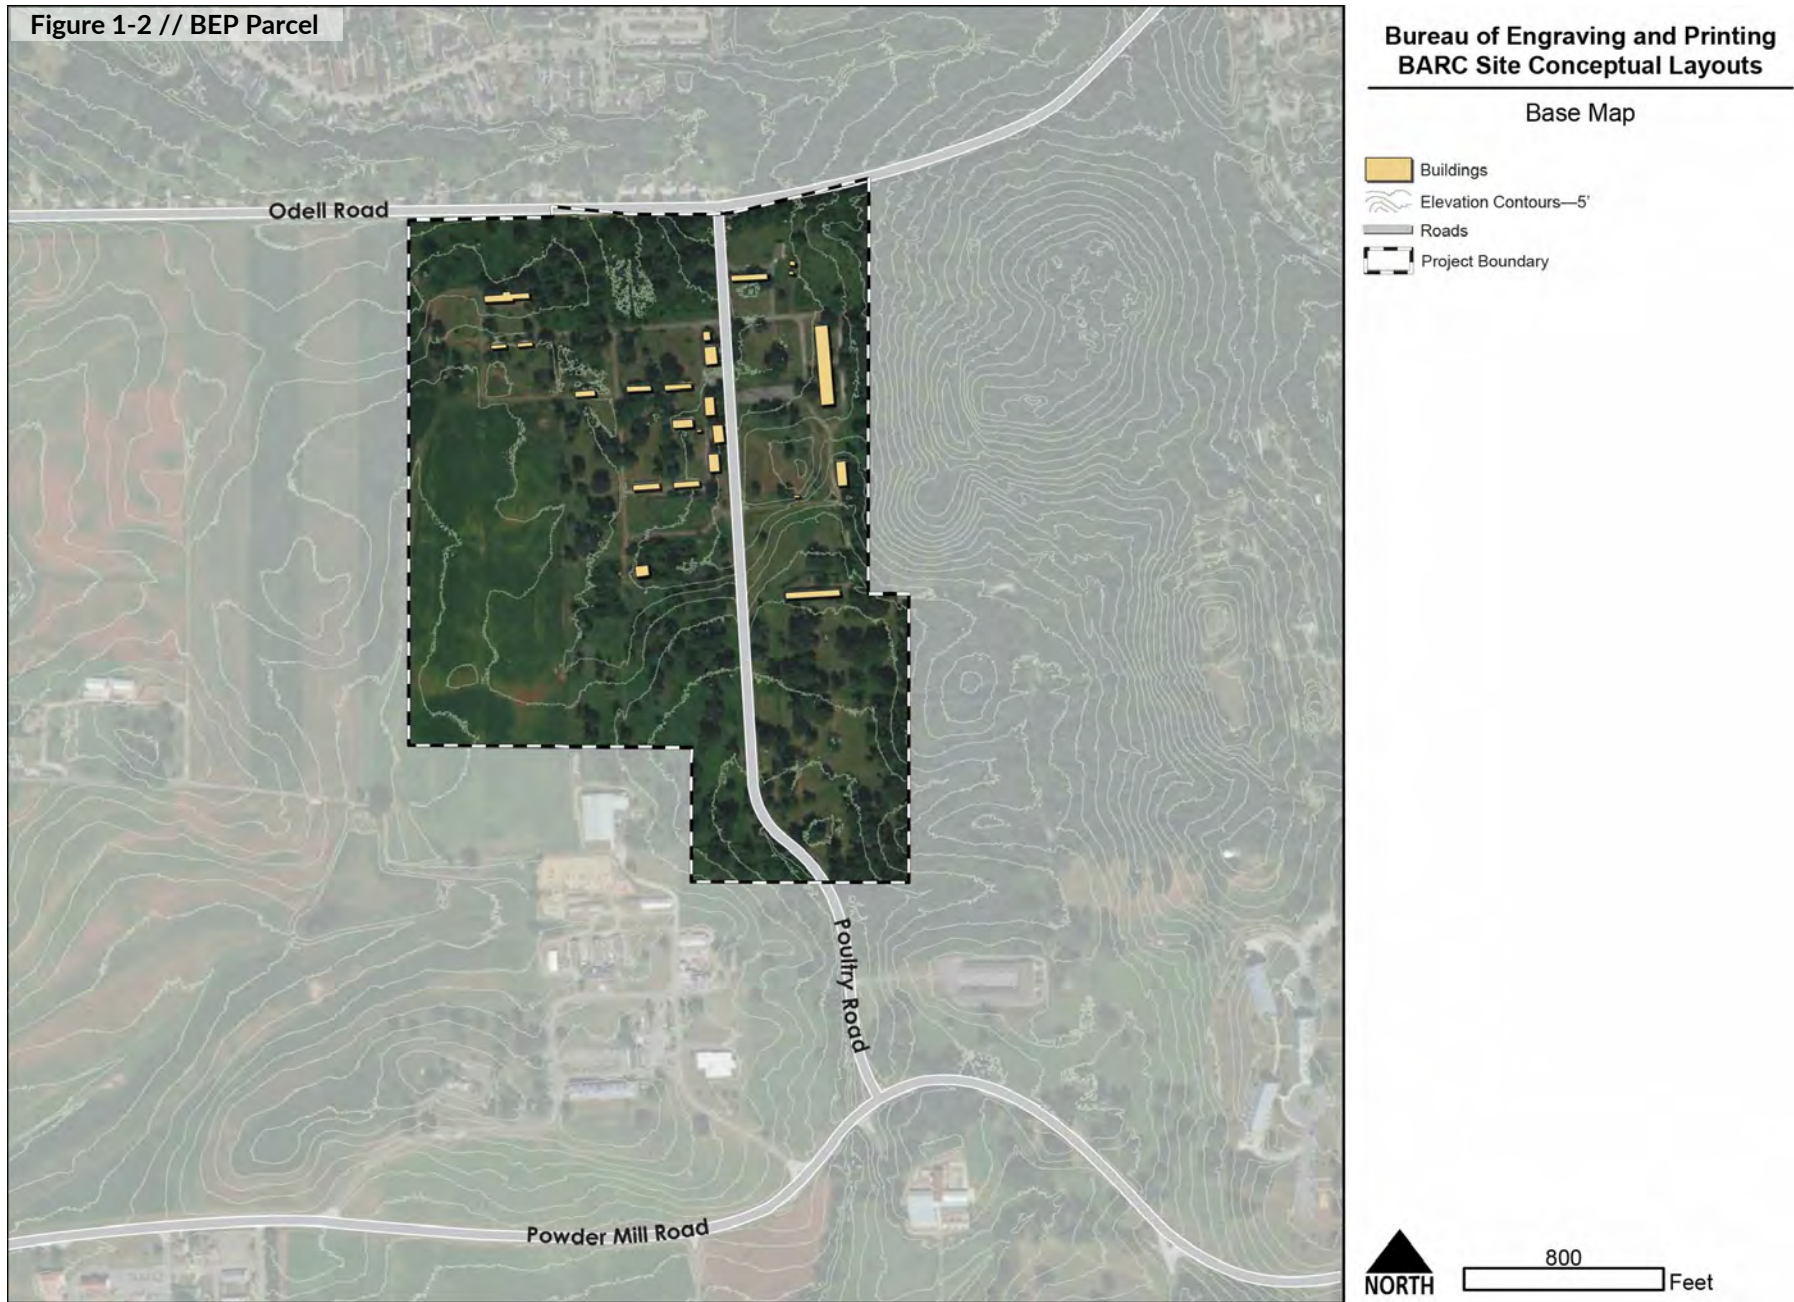 Figure 1-2 // BEP Parcel
Odell Road
Poultry Road
Powder Mill Road
Bureau of Engraving and Printing
BARC Site Conceptual Layouts
Base Map
Buildings
Elevation Contours—5'
Roads
Project Boundary
NORTH
800
Feet